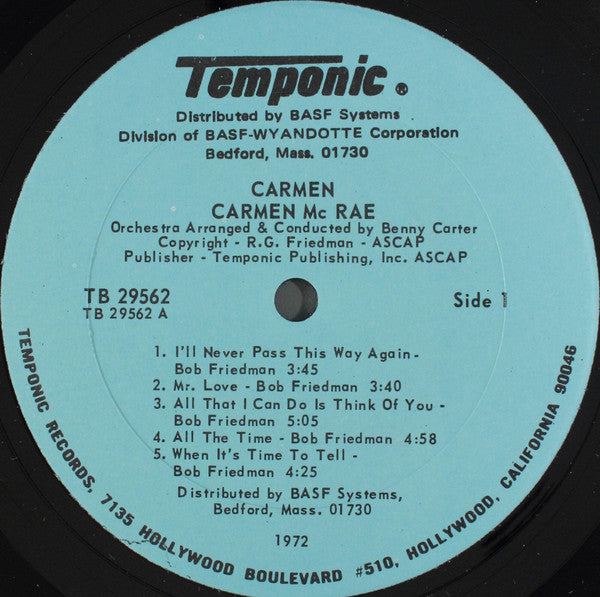 Temponic.
Distributed by BASF Systems
Division of BASF-WYANDOTTE Corporation
Bedford, Mass. 01730
CARMEN
CARMEN Mc RAE
Orchestra Arranged & Conducted by Benny Carter
Copyright - R.G. Friedman - ASCAP
Publisher - Temponic Publishing, Inc. ASCAP
TB 29562
TB 29562 A
Side 1
1. I'll Never Pass This Way Again -
Bob Friedman 3:45
2. Mr. Love - Bob Friedman 3:40
3. All That I Can Do Is Think Of You -
Bob Friedman 5:05
4. All The Time - Bob Friedman 4:58
5. When It's Time To Tell -
Bob Friedman 4:25
Distributed by BASF Systems,
Bedford, Mass. 01730
1972
TEMPONIC RECORDS, 7135 HOLLYWOOD BOULEVARD #510, HOLLYWOOD, CALIFORNIA 90046